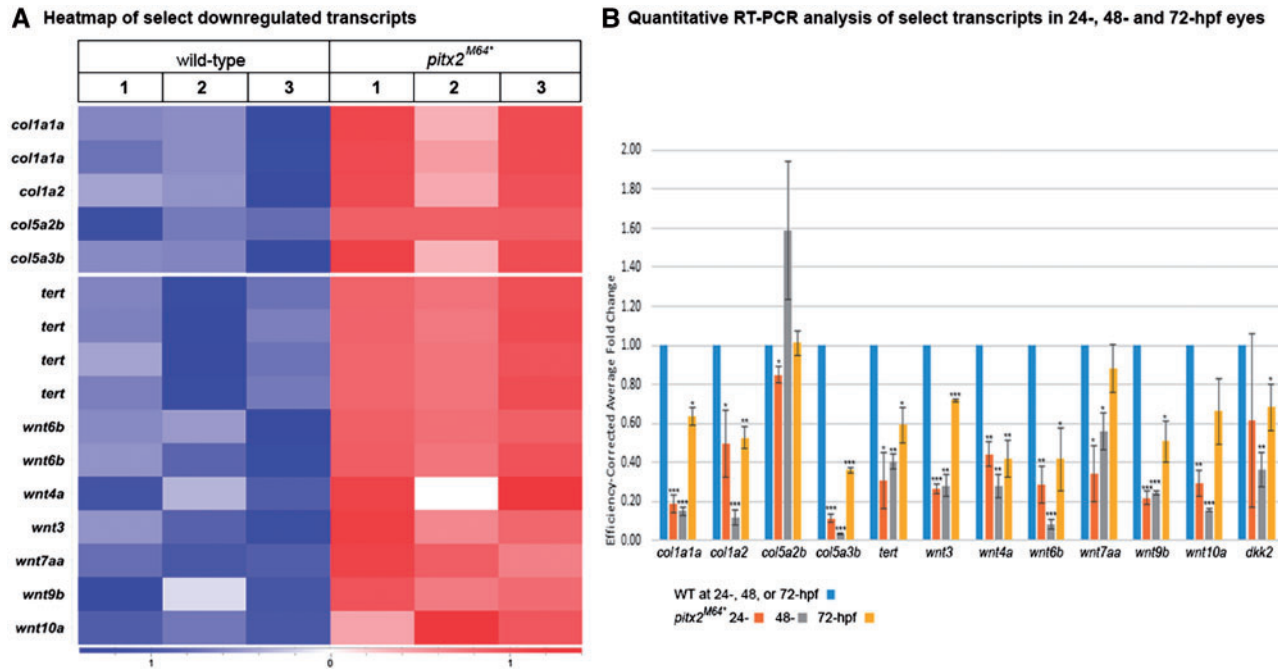 A Heatmap of select downregulated transcripts
wild-type pitx2M64*
1 2 3 1 2 3
col1a1a
col1a1a
col1a2
col5a2b
col5a3b
tert
tert
tert
tert
wnt6b
wnt6b
wnt4a
wnt3
wnt7aa
wnt9b
wnt10a
1 0 1
B Quantitative RT-PCR analysis of select transcripts in 24-, 48- and 72-hpf eyes
Efficiency-Corrected Average Fold Change
2.00
1.80
1.60
1.40
1.20
1.00
0.80
0.60
0.40
0.20
0.00
*** *** * * *** ** * *** *** *** * ** * *** ** *** ** ** ** ** *** * * * *** *** * ** *** * *
col1a1a col1a2 col5a2b col5a3b tert wnt3 wnt4a wnt6b wnt7aa wnt9b wnt10a dkk2
WT at 24-, 48, or 72-hpf
pitx2M64* 24- 48- 72-hpf